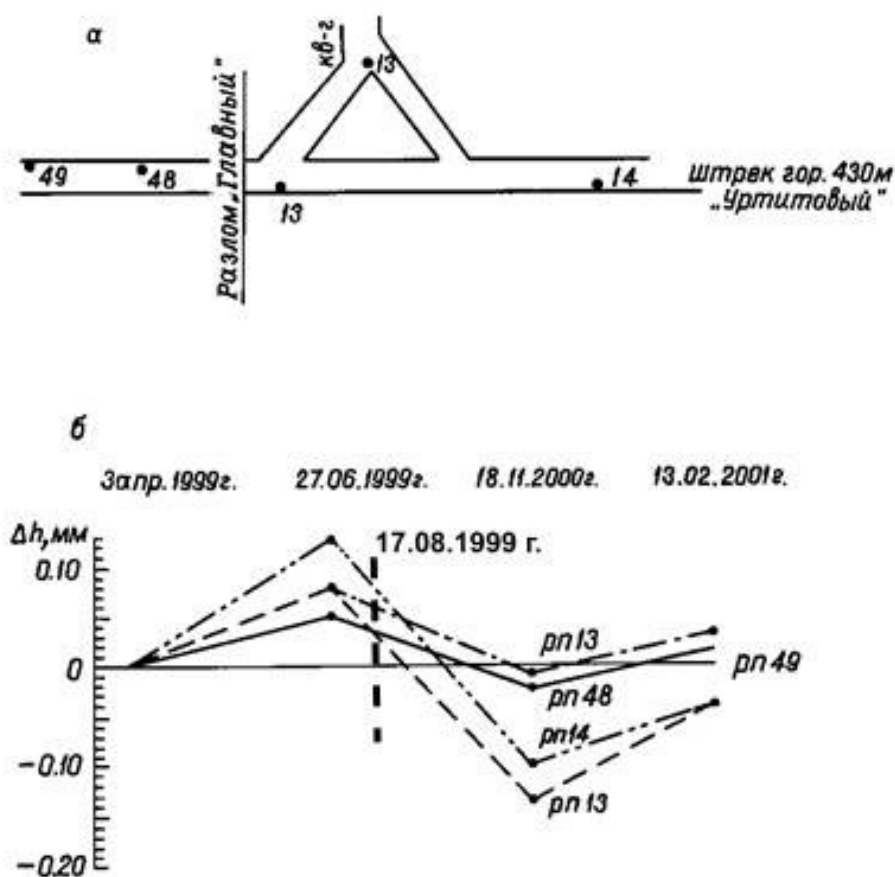 а
кв-г
13
Разлом „Главный"
49
48
13
14
Штрек гор. 430м
„Уртитовый"
б
3апр. 1999г.
27.06.1999г.
18.11.2000г.
13.02.2001г.
Δh, мм
17.08.1999 г.
0.10
0
-0.10
-0.20
рп 13
рп 49
рп 48
рп14
рп 13